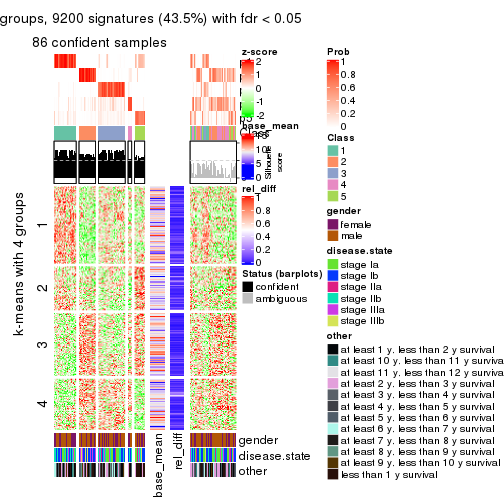 groups, 9200 signatures (43.5%) with fdr < 0.05
86 confident samples
k-means with 4 groups
1
2
3
4
base_mean
rel_diff
gender
disease.state
other
Silhouette
score
z-score
2
1
0
-1
-2
base_mean
15
10
5
0
rel_diff
1
0.8
0.6
0.4
0.2
0
Status (barplots)
confident
ambiguous
Prob
1
0.8
0.6
0.4
0.2
0
Class
1
2
3
4
5
gender
female
male
disease.state
stage Ia
stage Ib
stage IIa
stage IIb
stage IIIa
stage IIIb
other
at least 1 y. less than 2 y survival
at least 10 y. less than 11 y surviva
at least 11 y. less than 12 y surviva
at least 2 y. less than 3 y survival
at least 3 y. less than 4 y survival
at least 4 y. less than 5 y survival
at least 5 y. less than 6 y survival
at least 6 y. less than 7 y survival
at least 7 y. less than 8 y survival
at least 8 y. less than 9 y survival
at least 9 y. less than 10 y survival
less than 1 y survival